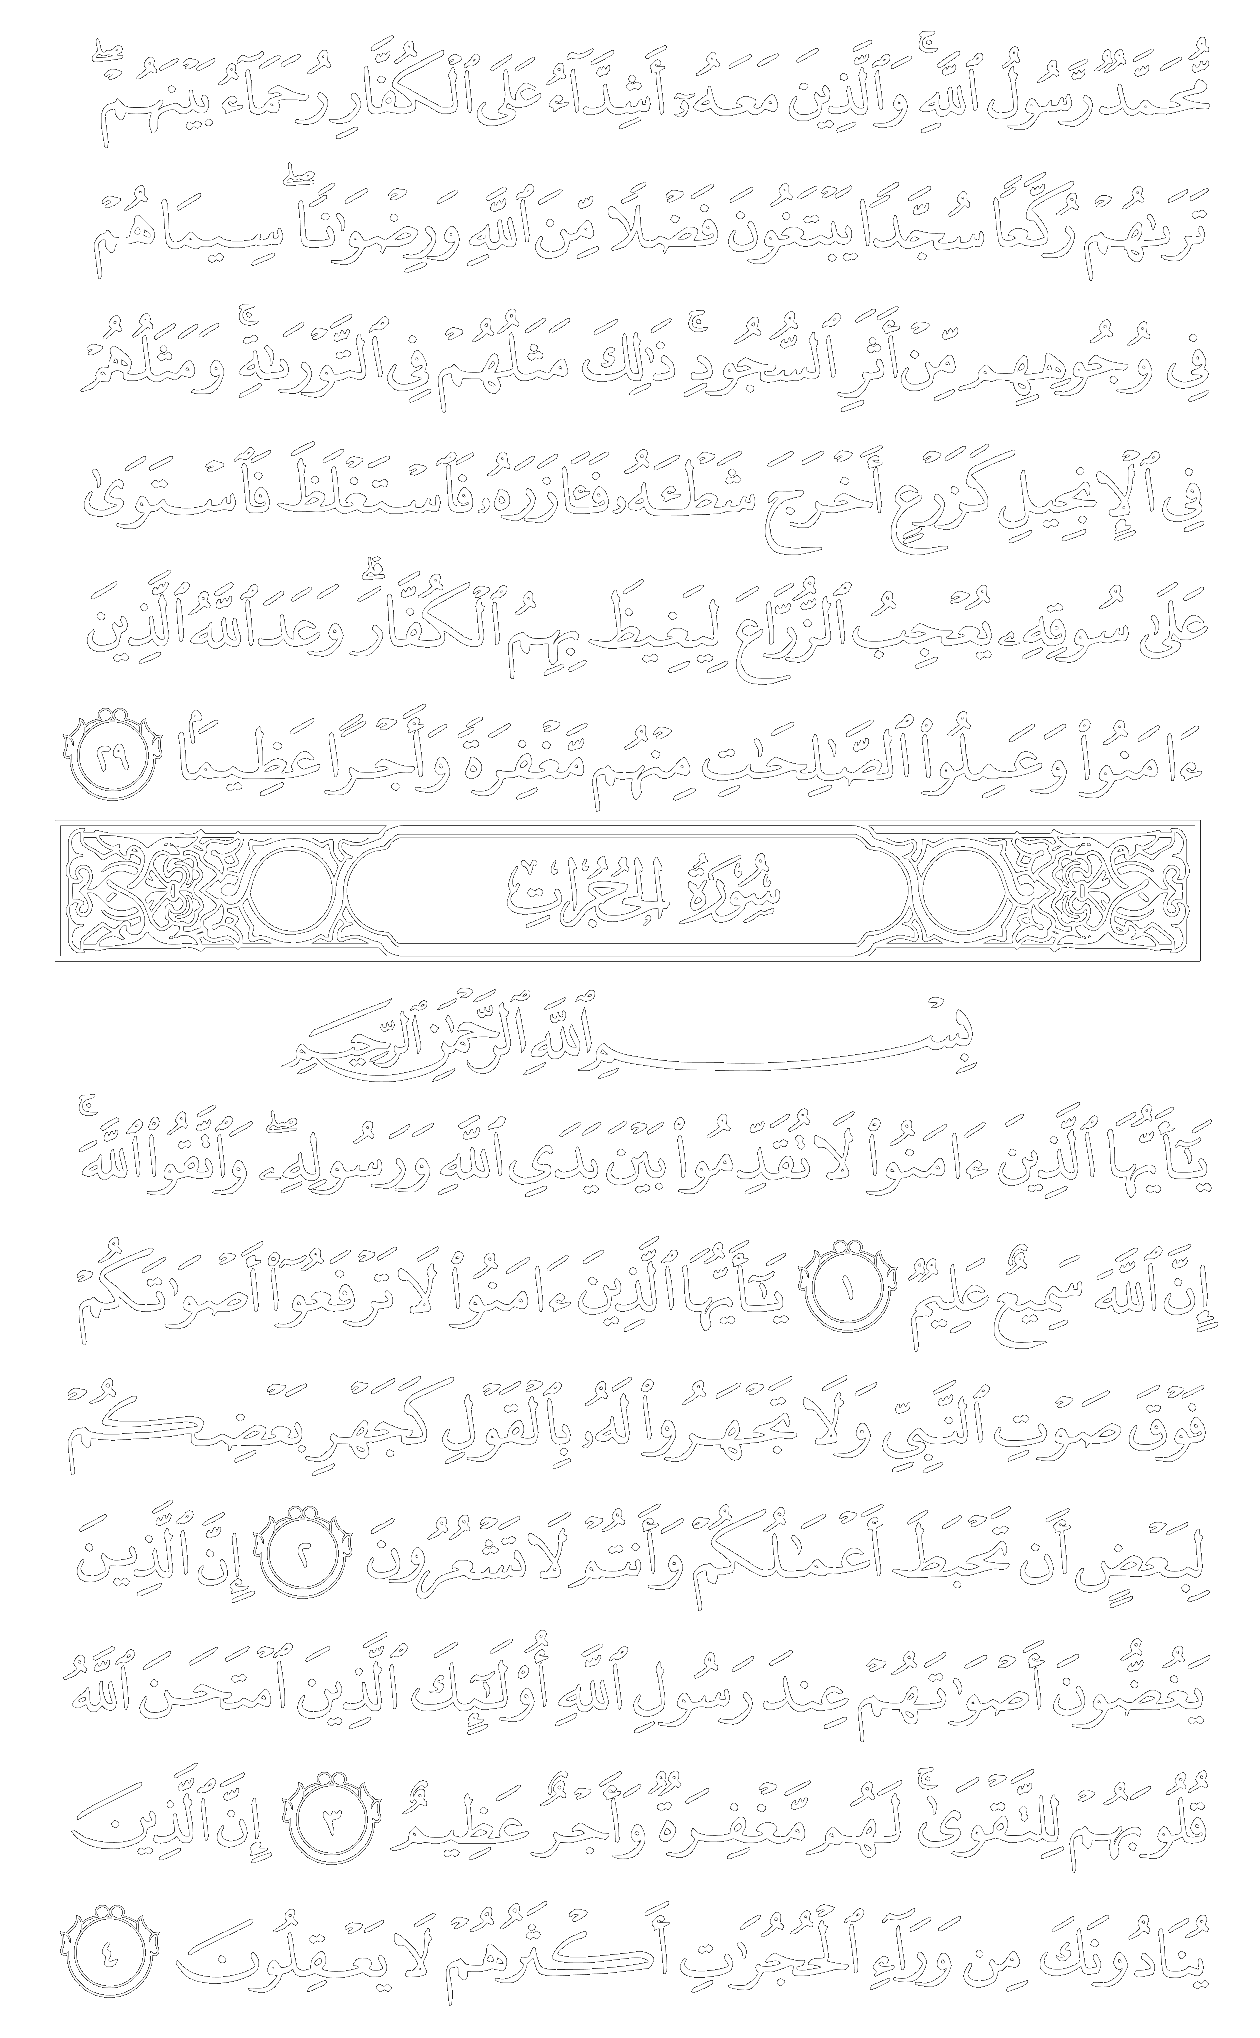 مُّحَمَّدٌ رَّسُولُ ٱللَّهِ ۚ وَٱلَّذِينَ مَعَهُۥٓ أَشِدَّآءُ عَلَى ٱلْكُفَّارِ رُحَمَآءُ بَيْنَهُمْ ۖ
تَرَىٰهُمْ رُكَّعًا سُجَّدًا يَبْتَغُونَ فَضْلًا مِّنَ ٱللَّهِ وَرِضْوَٰنًا ۖ سِيمَاهُمْ
فِى وُجُوهِهِم مِّنْ أَثَرِ ٱلسُّجُودِ ۚ ذَٰلِكَ مَثَلُهُمْ فِى ٱلتَّوْرَىٰةِ ۚ وَمَثَلُهُمْ
فِى ٱلْإِنجِيلِ كَزَرْعٍ أَخْرَجَ شَطْـَٔهُۥ فَـَٔازَرَهُۥ فَٱسْتَغْلَظَ فَٱسْتَوَىٰ
عَلَىٰ سُوقِهِۦ يُعْجِبُ ٱلزُّرَّاعَ لِيَغِيظَ بِهِمُ ٱلْكُفَّارَ ۗ وَعَدَ ٱللَّهُ ٱلَّذِينَ
ءَامَنُوا۟ وَعَمِلُوا۟ ٱلصَّٰلِحَٰتِ مِنْهُم مَّغْفِرَةً وَأَجْرًا عَظِيمًۢا ٢٩
سُورَةُ الحُجُرَاتِ
بِسْمِ ٱللَّهِ ٱلرَّحْمَٰنِ ٱلرَّحِيمِ
يَٰٓأَيُّهَا ٱلَّذِينَ ءَامَنُوا۟ لَا تُقَدِّمُوا۟ بَيْنَ يَدَىِ ٱللَّهِ وَرَسُولِهِۦ ۖ وَٱتَّقُوا۟ ٱللَّهَ ۚ
إِنَّ ٱللَّهَ سَمِيعٌ عَلِيمٌ ١ يَٰٓأَيُّهَا ٱلَّذِينَ ءَامَنُوا۟ لَا تَرْفَعُوٓا۟ أَصْوَٰتَكُمْ
فَوْقَ صَوْتِ ٱلنَّبِىِّ وَلَا تَجْهَرُوا۟ لَهُۥ بِٱلْقَوْلِ كَجَهْرِ بَعْضِكُمْ
لِبَعْضٍ أَن تَحْبَطَ أَعْمَٰلُكُمْ وَأَنتُمْ لَا تَشْعُرُونَ ٢ إِنَّ ٱلَّذِينَ
يَغُضُّونَ أَصْوَٰتَهُمْ عِندَ رَسُولِ ٱللَّهِ أُو۟لَٰٓئِكَ ٱلَّذِينَ ٱمْتَحَنَ ٱللَّهُ
قُلُوبَهُمْ لِلتَّقْوَىٰ ۚ لَهُم مَّغْفِرَةٌ وَأَجْرٌ عَظِيمٌ ٣ إِنَّ ٱلَّذِينَ
يُنَادُونَكَ مِن وَرَآءِ ٱلْحُجُرَٰتِ أَكْثَرُهُمْ لَا يَعْقِلُونَ ٤